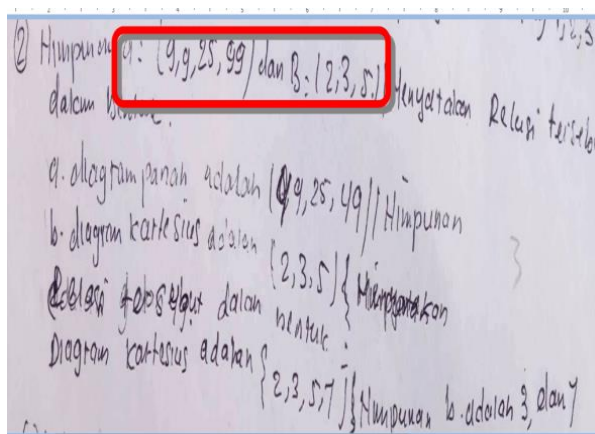 ② Himpunan a: (9,9,25,99) dan B: (2,3,5,) Menyatakan Relasi tersebu
dalam bentuk:
a. diagram panah adalah (4 9, 25, 49) | Himpunan
b. diagram kartesius adalah {2,3,5} {
Relasi tersebut dalam bentuk:
Diagram kartesius adalah {2,3,5,7} { Himpunan b. adalah 3, dan 7